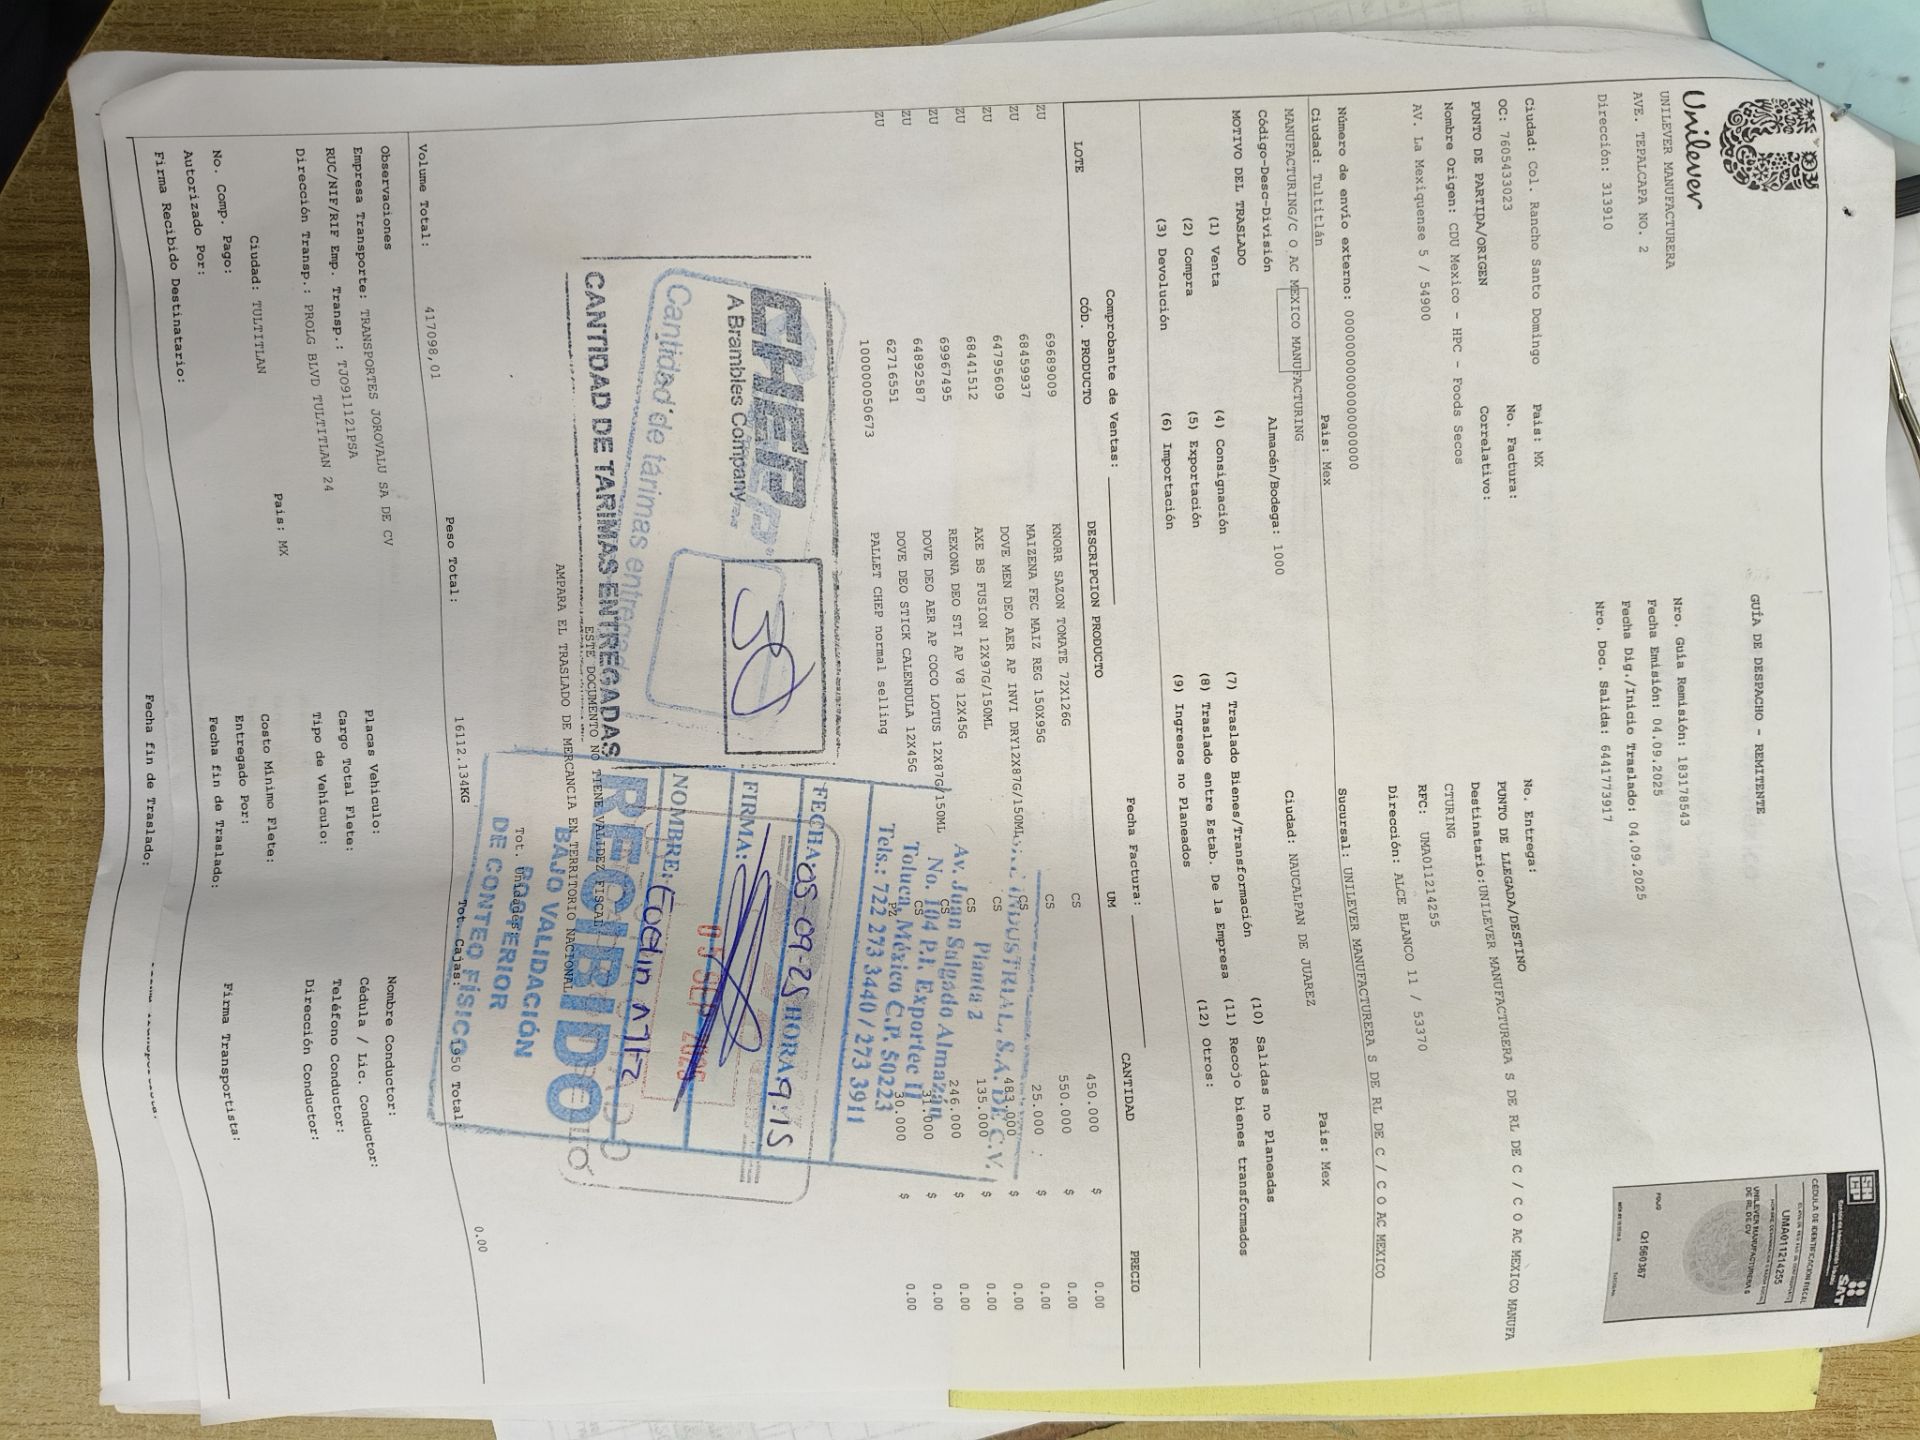 Unilever
GUÍA DE DESPACHO - REMITENTE
UNILEVER MANUFACTURERA
AVE. TEPALCAPA NO. 2
Dirección: 313910
Nro. Guía Remisión: 183178543
Fecha Emisión: 04.09.2025
Fecha Dig./Inicio Traslado: 04.09.2025
Nro. Doc. Salida: 6441773917
SHCP
SAT
CÉDULA DE IDENTIFICACIÓN FISCAL
UMA011214255
UNILEVER MANUFACTURERA S
DE RL DE CV
FOLIO
Q1560367
Ciudad: Col. Rancho Santo Domingo País: MX No. Entrega:
OC: 7605433023 No. Factura: PUNTO DE LLEGADA/DESTINO
PUNTO DE PARTIDA/ORIGEN Correlativo: Destinatario:UNILEVER MANUFACTURERA S DE RL DE C / C O AC MEXICO MANUFA
Nombre Origen: CDU Mexico - HPC - Foods Secos CTURING
RFC: UMA011214255
AV. La Mexiquense 5 / 54900 Dirección: ALCE BLANCO 11 / 53370
Número de envío externo: 00000000000000000000 Sucursal: UNILEVER MANUFACTURERA S DE RL DE C / C O AC MEXICO
Ciudad: Tultitlán País: Mex Ciudad: NAUCALPAN DE JUAREZ País: Mex
MANUFACTURING/C O AC MEXICO MANUFACTURING
Código-Desc-División Almacén/Bodega: 1000
MOTIVO DEL TRASLADO
(1) Venta (4) Consignación (7) Traslado Bienes/Transformación (10) Salidas no Planeadas
(2) Compra (5) Exportación (8) Traslado entre Estab. De la Empresa (11) Recojo bienes transformados
(3) Devolución (6) Importación (9) Ingresos no Planeados (12) Otros:
Comprobante de Ventas: Fecha Factura:
LOTE CÓD. PRODUCTO DESCRIPCION PRODUCTO UM CANTIDAD PRECIO
ZU 69689009 KNORR SAZON TOMATE 72X126G CS 450.000 $ 0.00
ZU 68459937 MAIZENA FEC MAIZ REG 150X95G CS 550.000 $ 0.00
ZU 64795609 DOVE MEN DEO AER AP INVI DRY12X87G/150ML CS 25.000 $ 0.00
ZU 68441512 AXE BS FUSION 12X97G/150ML CS 483.000 $ 0.00
ZU 69967495 REXONA DEO STI AP V8 12X45G CS 135.000 $ 0.00
ZU 64892587 DOVE DEO AER AP COCO LOTUS 12X87G/150ML CS 246.000 $ 0.00
ZU 62716551 DOVE DEO STICK CALENDULA 12X45G CS 31.000 $ 0.00
ZU 10000050673 PALLET CHEP normal selling PZ 30.000 $ 0.00
INDUSTRIAL, S.A. DE C.V.
Planta 2
Av. Juan Salgado Almazán
No. 104 P.I. Exportec II
Toluca, México C.P. 50223
Tels.: 722 273 3440 / 273 3911
FECHA: 05-09-25 HORA 9:15
FIRMA:
05 SEP 2025
NOMBRE:
RECIBIDO
BAJO VALIDACIÓN
POSTERIOR
DE CONTEO FÍSICO
CHEP
A Brambles Company
30
Cantidad de tarimas entregadas
CANTIDAD DE TARIMAS ENTREGADAS
ESTE DOCUMENTO NO TIENE VALIDEZ FISCAL
AMPARA EL TRASLADO DE MERCANCIA EN TERRITORIO NACIONAL
Tot. Unidades:
Volume Total: 417098,01 Peso Total: 16112.134KG Tot. Cajas: 1950 Total: 0.00
Observaciones
Empresa Transporte: TRANSPORTES JOROVALU SA DE CV Placas Vehículo: Nombre Conductor:
RUC/NIF/RIF Emp. Transp.: TJO911121PSA Cargo Total Flete: Cédula / Lic. Conductor:
Dirección Transp.: PROLG BLVD TULTITLAN 24 Tipo de Vehículo: Teléfono Conductor:
Dirección Conductor:
Ciudad: TULTITLAN País: MX Costo Mínimo Flete:
No. Comp. Pago: Entregado Por:
Autorizado Por: Fecha fin de Traslado: Firma Transportista:
Firma Recibido Destinatario:
Fecha fin de Traslado: